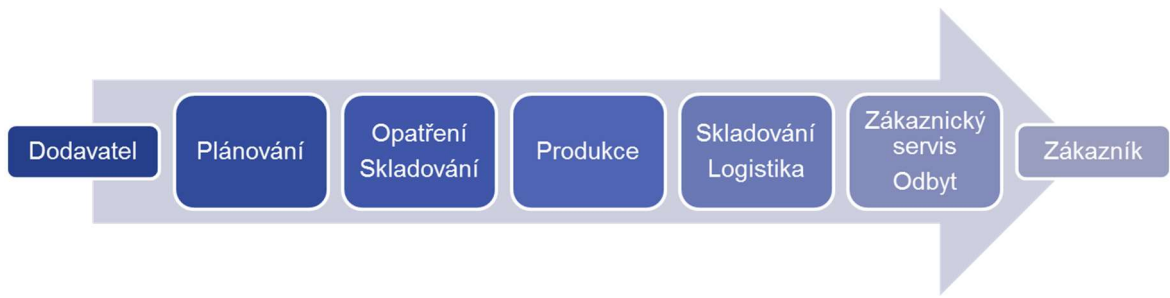 Dodavatel
Plánování
Opatření
Skladování
Produkce
Skladování
Logistika
Zákaznický
servis
Odbyt
Zákazník